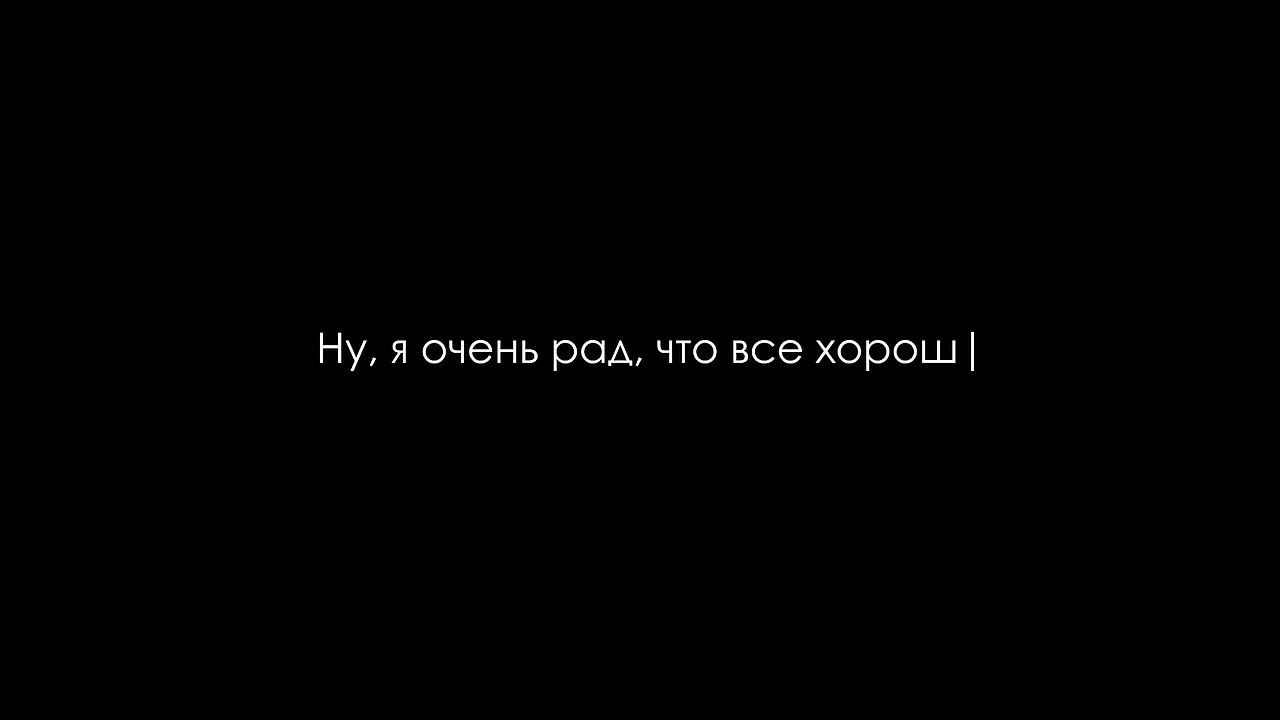 Ну, я очень рад, что все хорош|